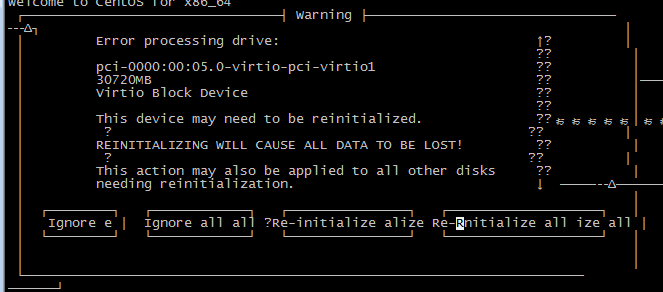 Welcome to CentOS for x86_64
Warning
Error processing drive:
pci-0000:00:05.0-virtio-pci-virtio1
30720MB
Virtio Block Device
This device may need to be reinitialized.
REINITIALIZING WILL CAUSE ALL DATA TO BE LOST!
This action may also be applied to all other disks
needing reinitialization.
Ignore e | Ignore all all ?Re-initialize alize Re-Rnitialize all ize all |